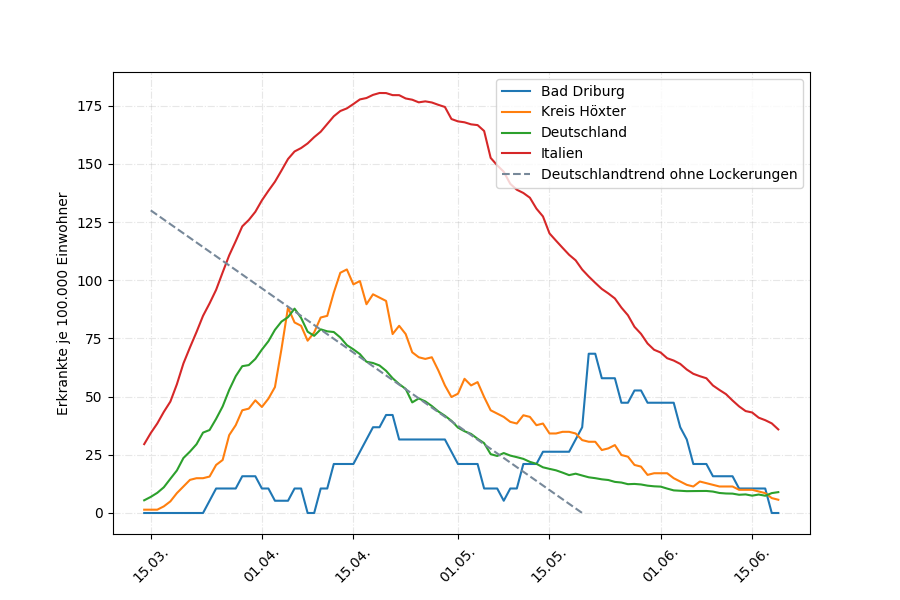 Bad Driburg
Kreis Höxter
Deutschland
Italien
Deutschlandtrend ohne Lockerungen
Erkrankte je 100.000 Einwohner
175
150
125
100
75
50
25
0
15.03.
01.04.
15.04.
01.05.
15.05.
01.06.
15.06.